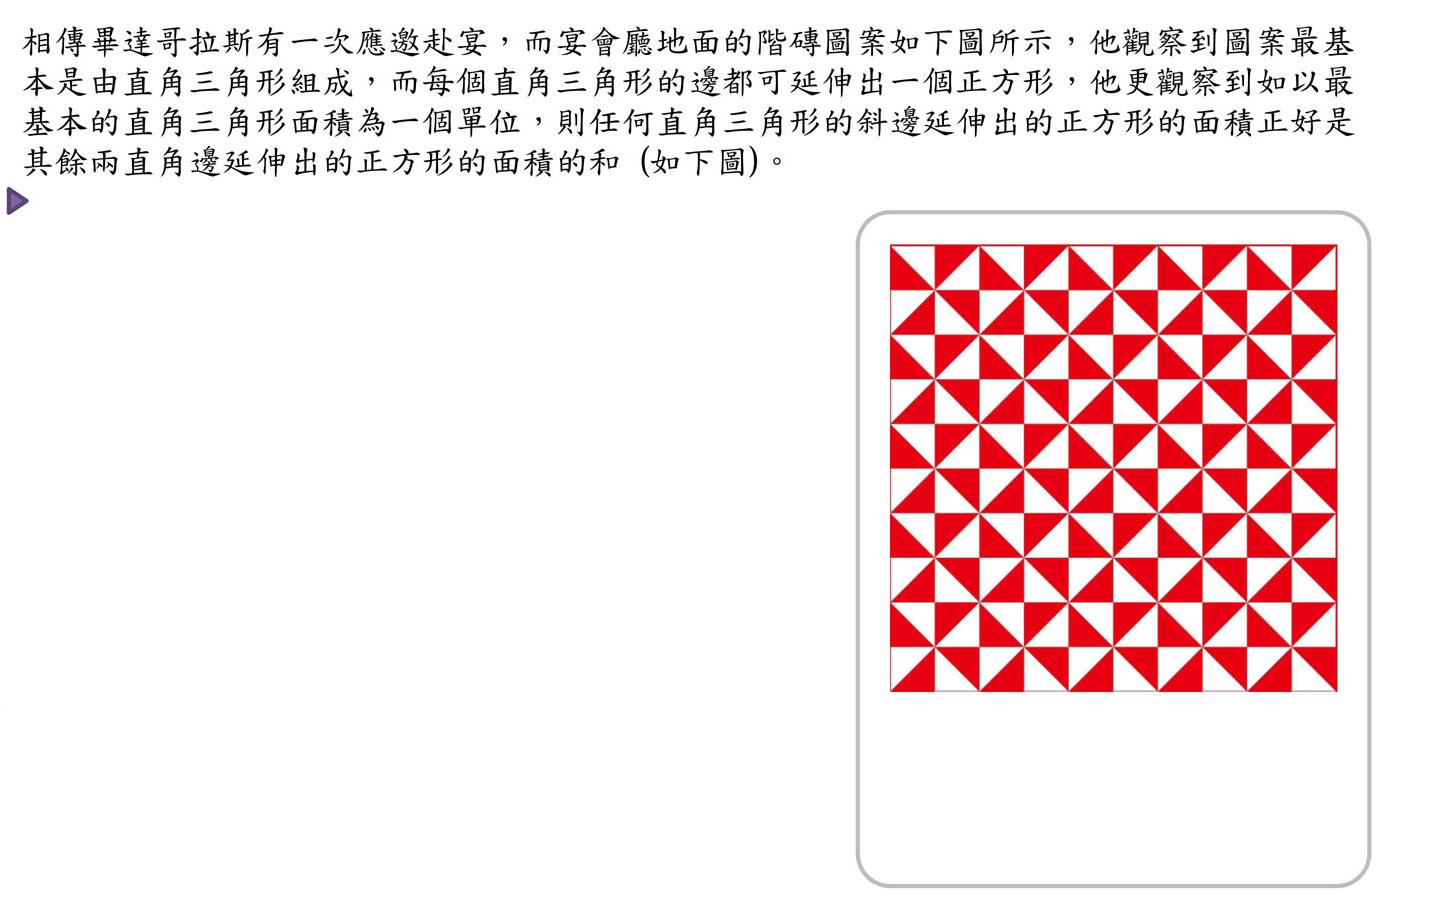 相傳畢達哥拉斯有一次應邀赴宴，而宴會廳地面的階磚圖案如下圖所示，他觀察到圖案最基
本是由直角三角形組成，而每個直角三角形的邊都可延伸出一個正方形，他更觀察到如以最
基本的直角三角形面積為一個單位，則任何直角三角形的斜邊延伸出的正方形的面積正好是
其餘兩直角邊延伸出的正方形的面積的和 (如下圖)。